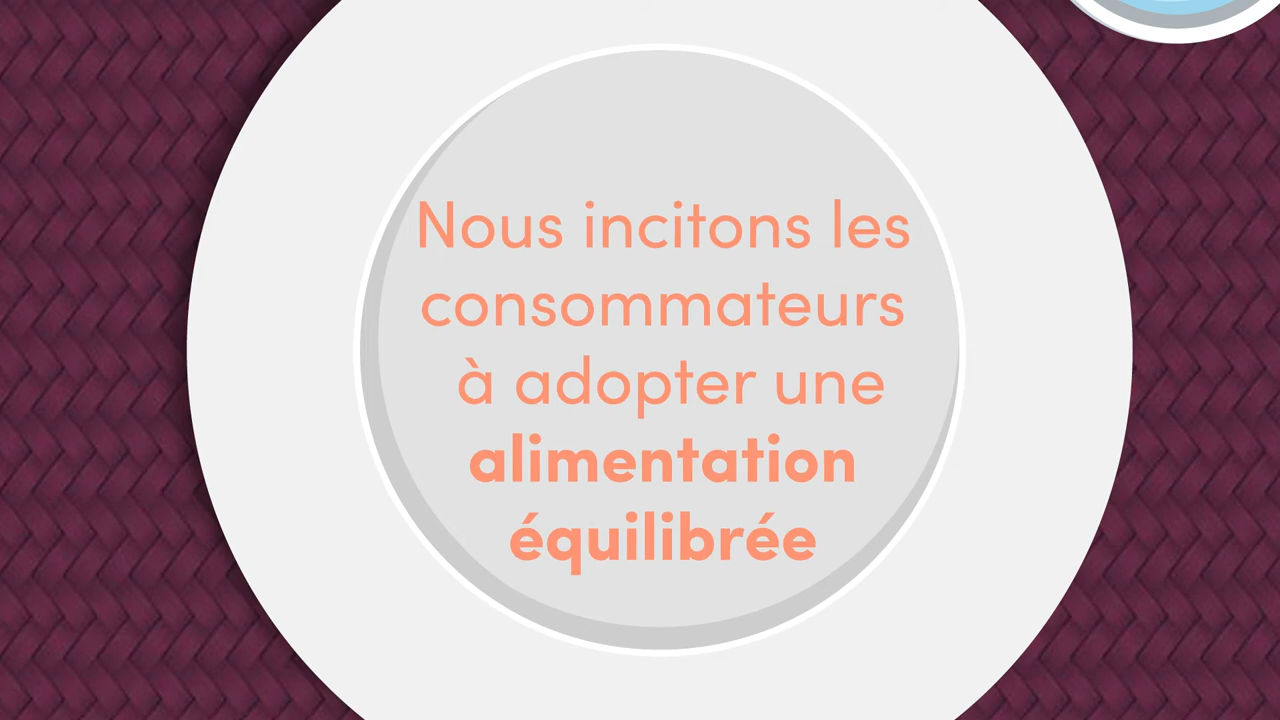 Nous incitons les
consommateurs
à adopter une
alimentation
équilibrée